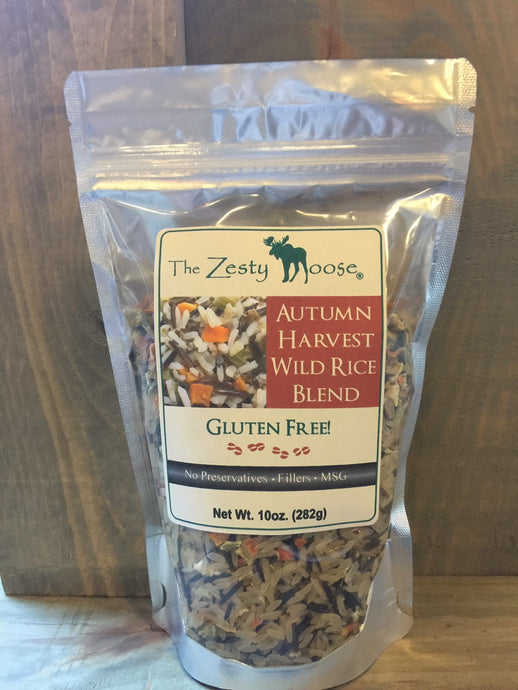 The Zesty Moose®
Autumn
Harvest
Wild Rice
Blend
Gluten Free!
No Preservatives • Fillers • MSG
Net Wt. 10oz. (282g)